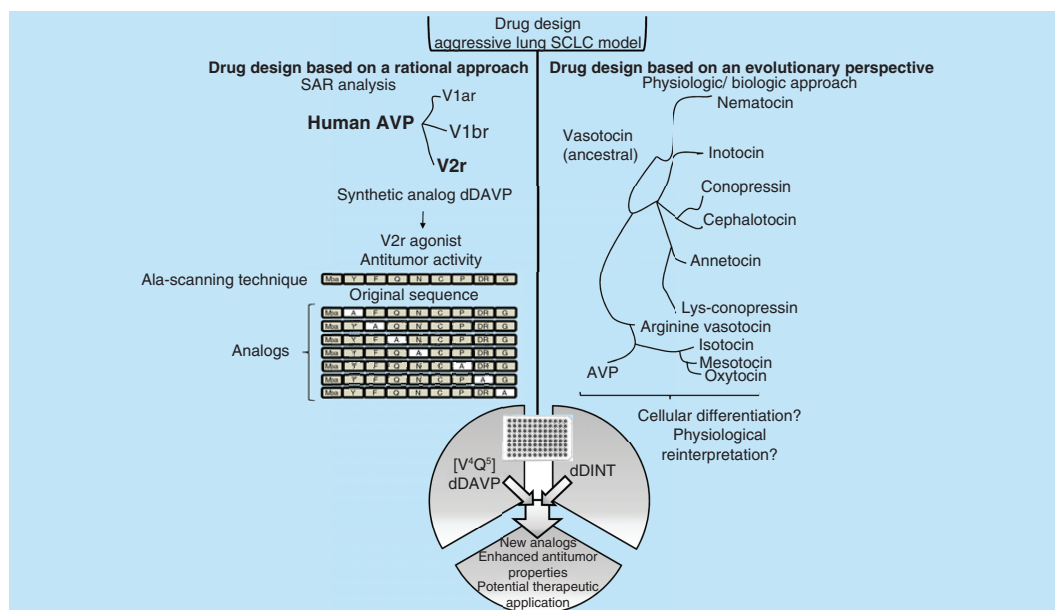 Drug design
aggressive lung SCLC model
Drug design based on a rational approach
SAR analysis
Human AVP
V1ar
V1br
V2r
Synthetic analog dDAVP
V2r agonist
Antitumor activity
Ala-scanning technique
Mpa Y F Q N C P DR G
Original sequence
Analogs
Mpa A F Q N C P DR G
Mpa Y A Q N C P DR G
Mpa Y F A N C P DR G
Mpa Y F Q A C P DR G
Mpa Y F Q N C A DR G
Mpa Y F Q N C P A G
Mpa Y F Q N C P DR A
Drug design based on an evolutionary perspective
Physiologic/ biologic approach
Nematocin
Vasotocin
(ancestral)
Inotocin
Conopressin
Cephalotocin
Annetocin
Lys-conopressin
Arginine vasotocin
Isotocin
Mesotocin
Oxytocin
AVP
Cellular differentiation?
Physiological
reinterpretation?
[V⁴Q⁵]
dDAVP
dDINT
New analogs
Enhanced antitumor
properties
Potential therapeutic
application